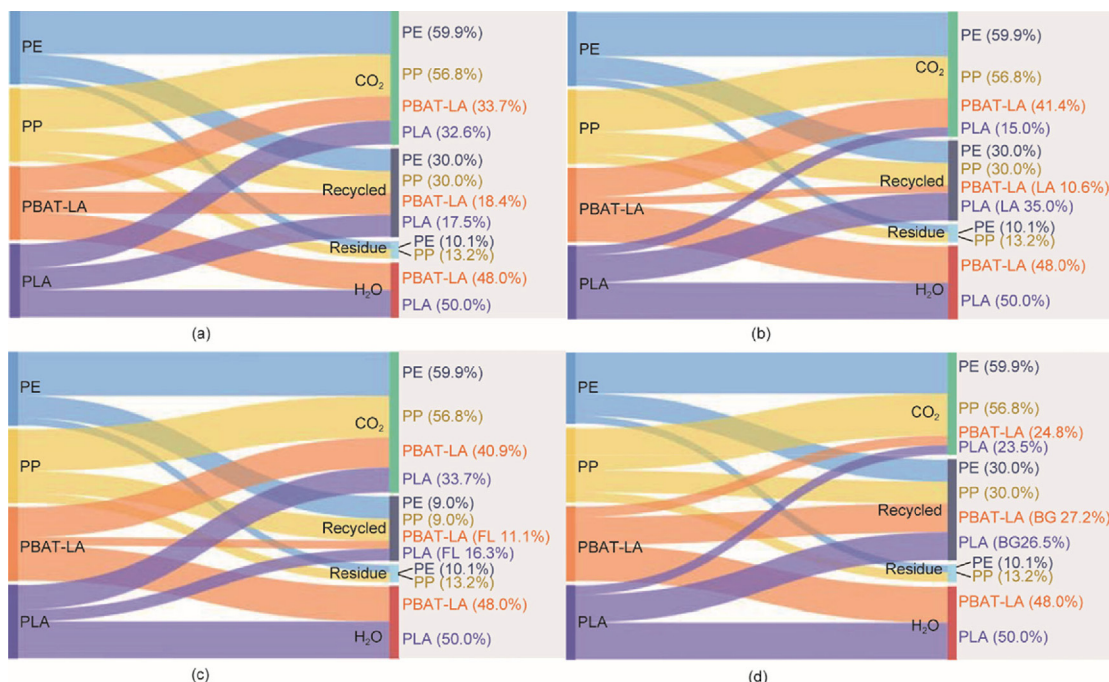 PE
PP
PBAT-LA
PLA
CO2
Recycled
Residue
H2O
PE (59.9%)
PP (56.8%)
PBAT-LA (33.7%)
PLA (32.6%)
PE (30.0%)
PP (30.0%)
PBAT-LA (18.4%)
PLA (17.5%)
PE (10.1%)
PP (13.2%)
PBAT-LA (48.0%)
PLA (50.0%)
(a)
PE
PP
PBAT-LA
PLA
CO2
Recycled
Residue
H2O
PE (59.9%)
PP (56.8%)
PBAT-LA (41.4%)
PLA (15.0%)
PE (30.0%)
PP (30.0%)
PBAT-LA (LA 10.6%)
PLA (LA 35.0%)
PE (10.1%)
PP (13.2%)
PBAT-LA (48.0%)
PLA (50.0%)
(b)
PE
PP
PBAT-LA
PLA
CO2
Recycled
Residue
H2O
PE (59.9%)
PP (56.8%)
PBAT-LA (40.9%)
PLA (33.7%)
PE (9.0%)
PP (9.0%)
PBAT-LA (FL 11.1%)
PLA (FL 16.3%)
PE (10.1%)
PP (13.2%)
PBAT-LA (48.0%)
PLA (50.0%)
(c)
PE
PP
PBAT-LA
PLA
CO2
Recycled
Residue
H2O
PE (59.9%)
PP (56.8%)
PBAT-LA (24.8%)
PLA (23.5%)
PE (30.0%)
PP (30.0%)
PBAT-LA (BG 27.2%)
PLA (BG26.5%)
PE (10.1%)
PP (13.2%)
PBAT-LA (48.0%)
PLA (50.0%)
(d)